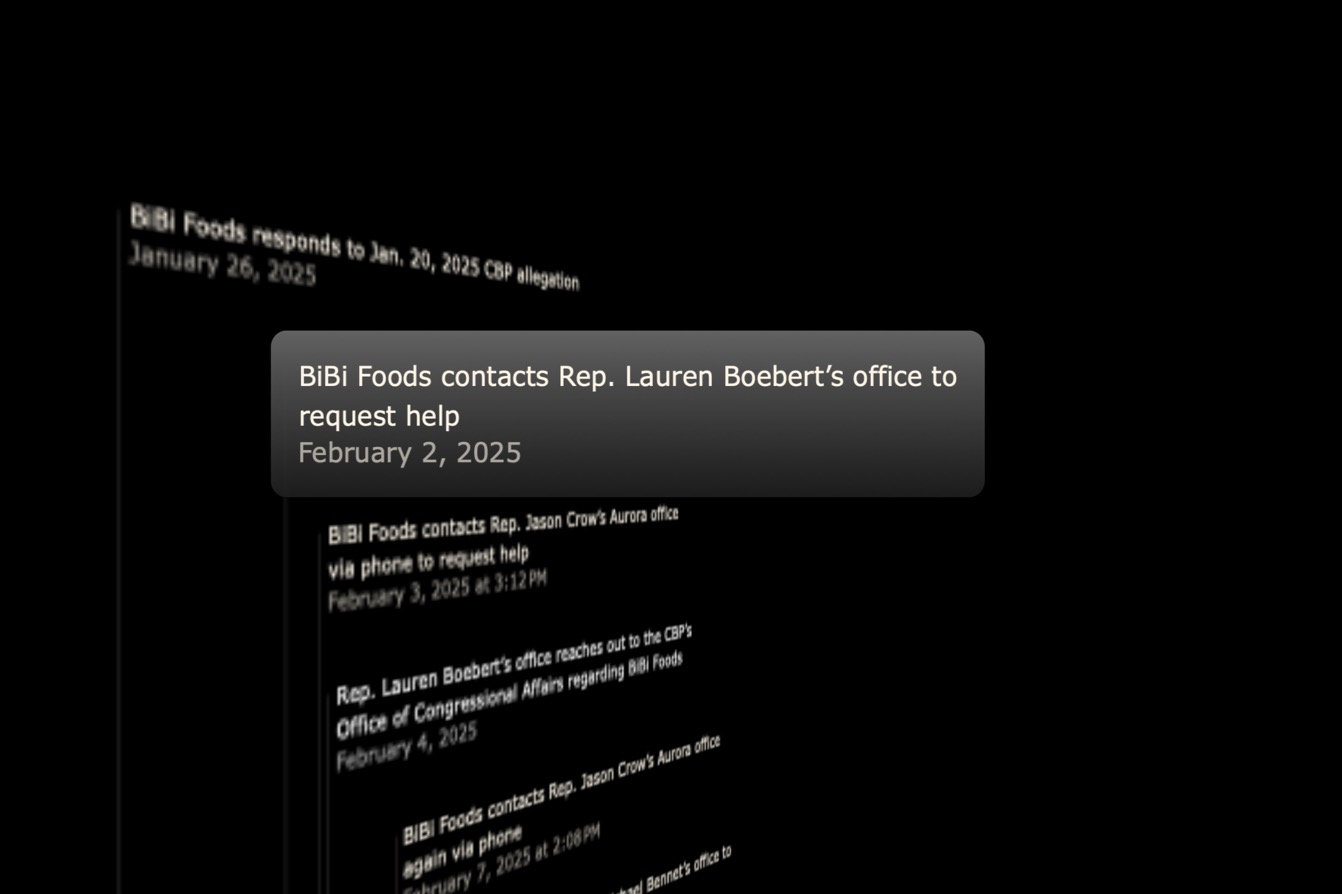 BiBi Foods responds to Jan. 20, 2025 CBP allegation
January 26, 2025
BiBi Foods contacts Rep. Lauren Boebert’s office to
request help
February 2, 2025
BiBi Foods contacts Rep. Jason Crow’s Aurora office
via phone to request help
February 3, 2025 at 3:12 PM
Rep. Lauren Boebert’s office reaches out to the CBP’s
Office of Congressional Affairs regarding BiBi Foods
February 4, 2025
BiBi Foods contacts Rep. Jason Crow’s Aurora office
again via phone
February 7, 2025 at 2:08 PM
Bennet’s office to